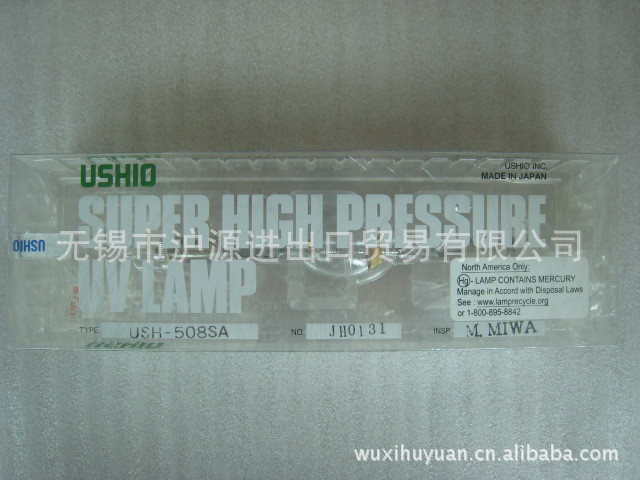 USHIO
USHIO INC.
MADE IN JAPAN
SUPER HIGH PRESSURE
UV LAMP
无锡市沪源进出口贸易有限公司
USHIO
North America Only:
Hg - LAMP CONTAINS MERCURY
Manage in Accord with Disposal Laws
See : www.lamprecycle.org
or 1-800-895-8842
TYPE USH-508SA NO. JH0131 INSP. M. MIWA
USHIO
wuxihuyuan.cn.alibaba.com